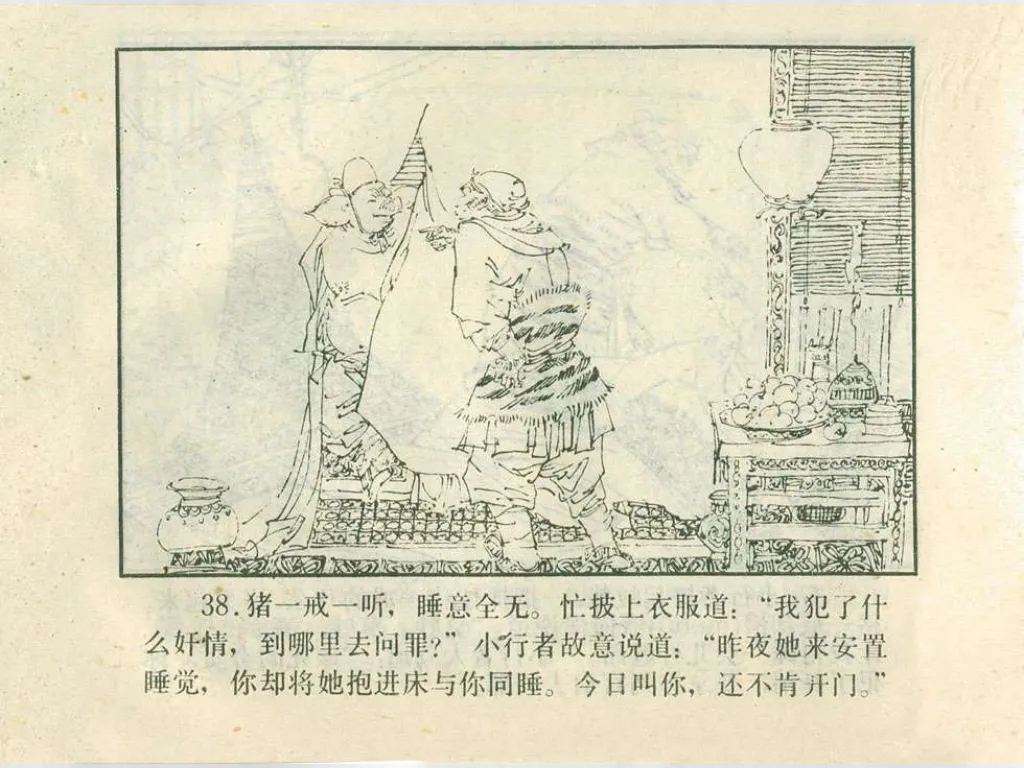 38.猪一戒一听，睡意全无。忙披上衣服道：“我犯了什
么奸情，到哪里去问罪？”小行者故意说道：“昨夜她来安置
睡觉，你却将她抱进床与你同睡。今日叫你，还不肯开门。”